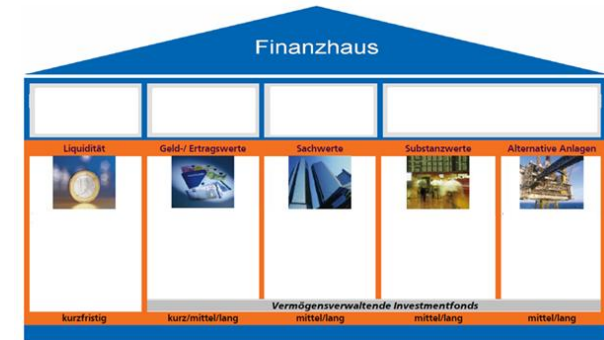 Finanzhaus
Liquidität Geld-/ Ertragswerte Sachwerte Substanzwerte Alternative Anlagen
Vermögensverwaltende Investmentfonds
kurzfristig kurz/mittel/lang mittel/lang mittel/lang mittel/lang